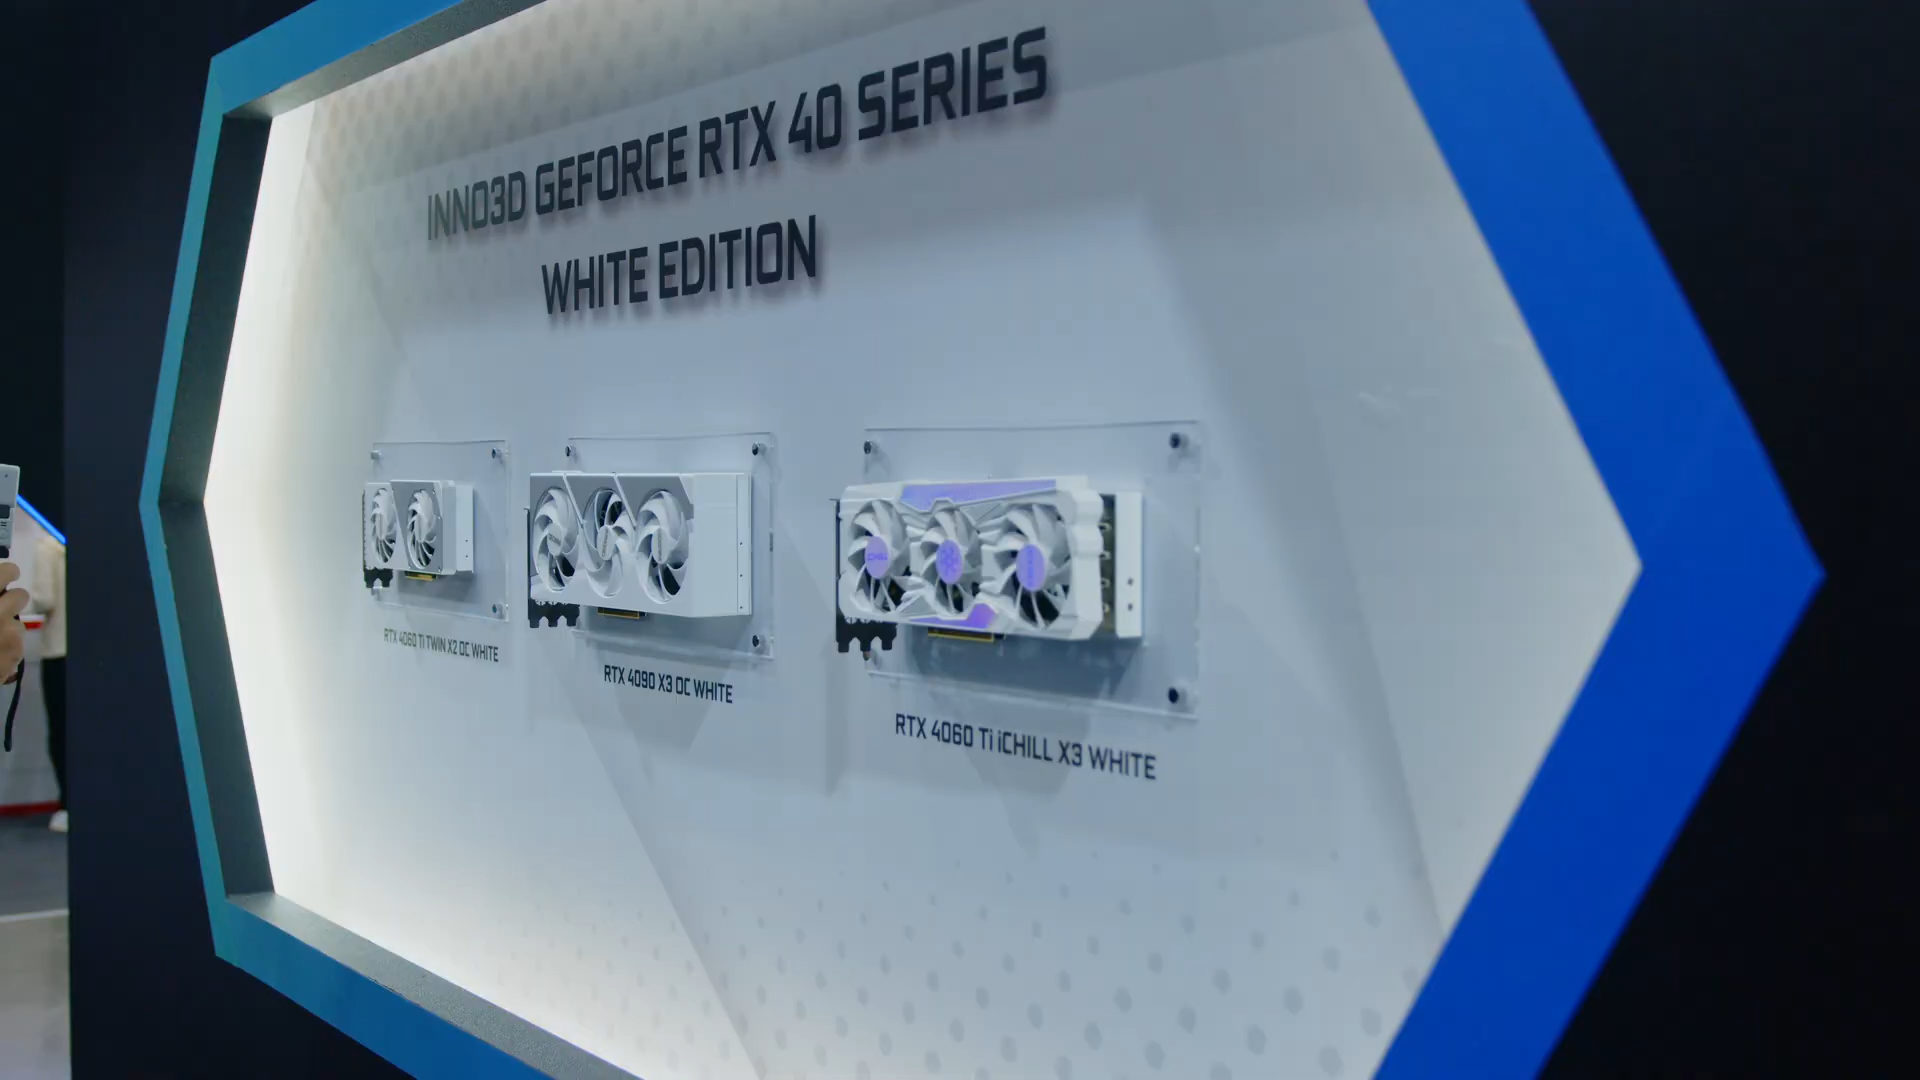 INNO3D GEFORCE RTX 40 SERIES
WHITE EDITION
RTX 4060 TI TWIN X2 OC WHITE
RTX 4090 X3 OC WHITE
RTX 4060 Ti iCHILL X3 WHITE